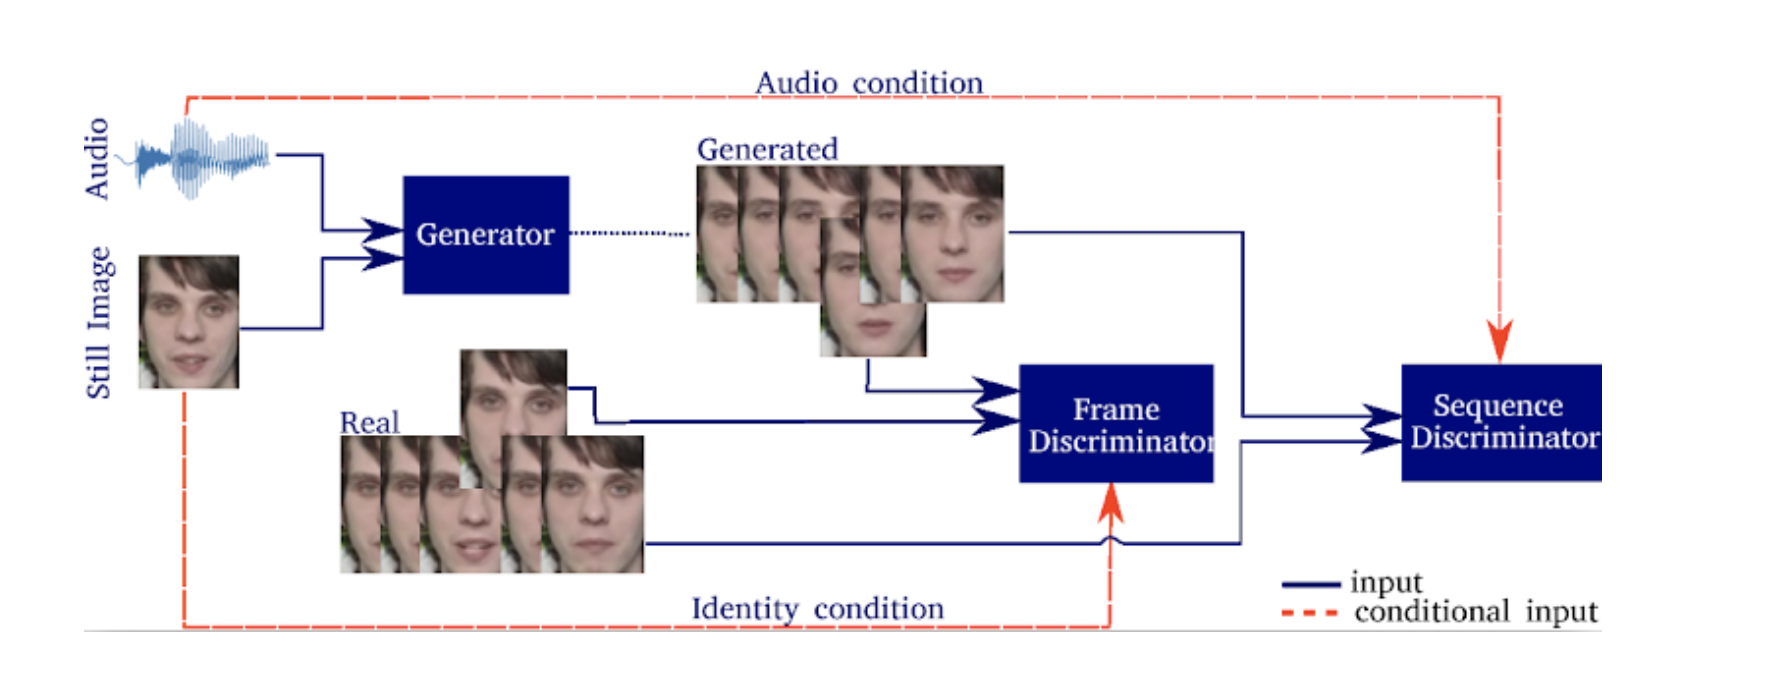 Audio condition
Audio
Generated
Generator
Still Image
Real
Frame
Discriminator
Sequence
Discriminator
input
Identity condition
conditional input